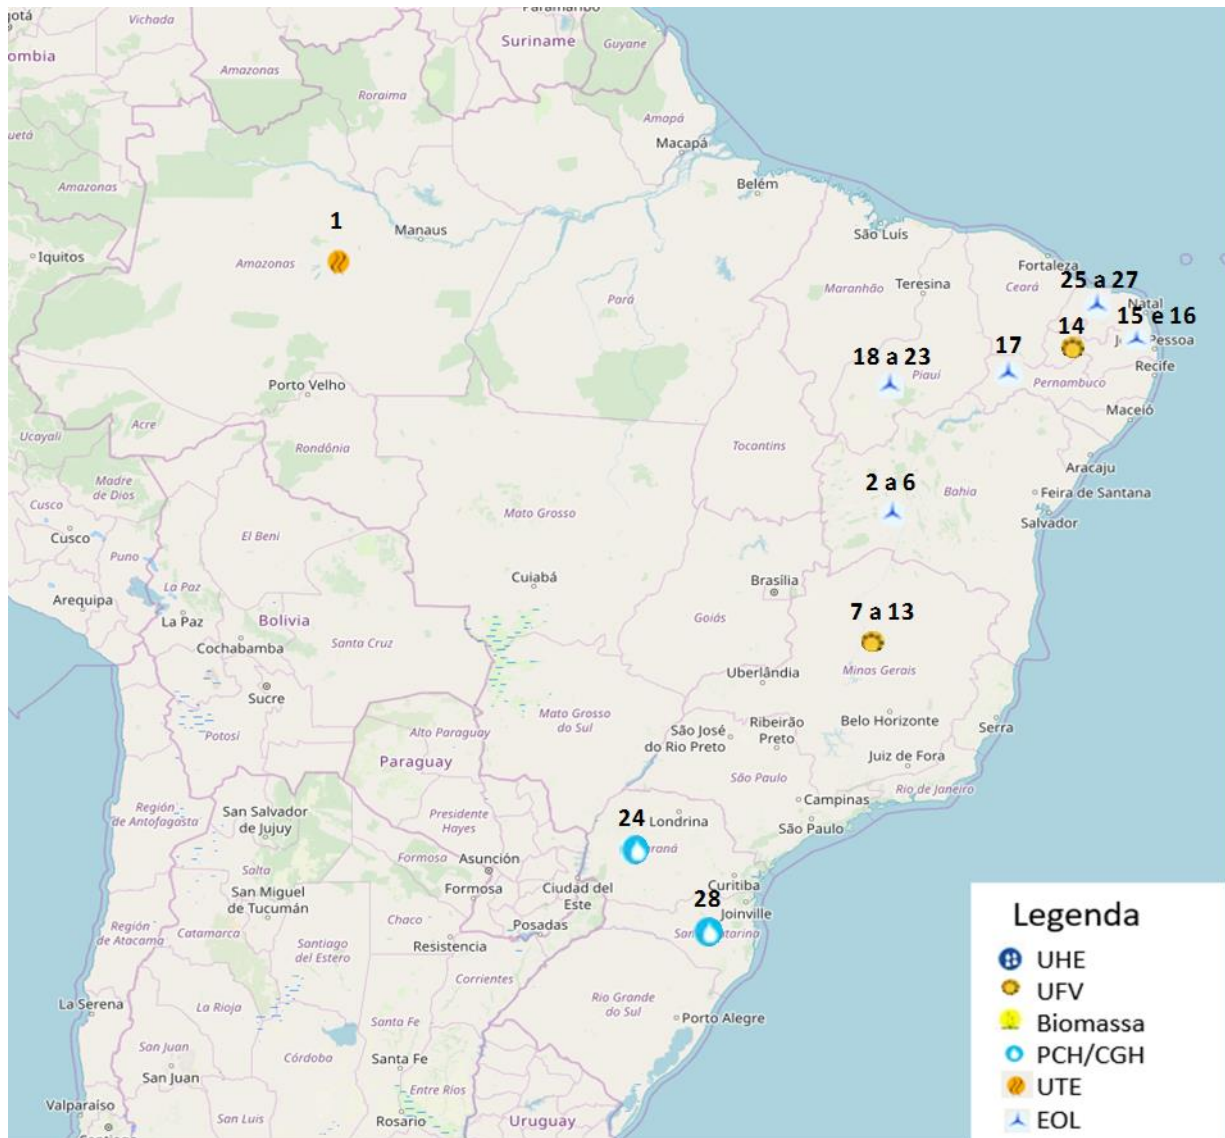 gotá
Vichada
Paramaribo
ombia
Suriname
Guyane
Amazonas
Roraima
Amapá
uetá
Macapá
Amazonas
Belém
1
Manaus
São Luís
Iquitos
Amazonas
Fortaleza
Maranhão
Teresina
Ceará
25 a 27
Pará
Natal
14
15 e 16
17
Pessoa
18 a 23
Piauí
Recife
Porto Velho
Pernambuco
Maceió
Acre
Ucayali
Rondônia
Tocantins
Aracaju
Madre
de Dios
2 a 6
Bahia
Feira de Santana
Cusco
Mato Grosso
Salvador
Cusco
El Beni
Puno
Cuiabá
Brasília
La Paz
Arequipa
La Paz
Bolivia
Goiás
7 a 13
Santa Cruz
Cochabamba
Uberlândia
Minas Gerais
Sucre
Mato Grosso
do Sul
Belo Horizonte
Serra
Potosí
Alto Paraguay
São José
do Rio Preto
Ribeirão
Preto
Juiz de Fora
Paraguay
São Paulo
Rio de Janeiro
Región
de Antofagasta
San Salvador
de Jujuy
Presidente
Hayes
Campinas
24
Londrina
São Paulo
raná
Formosa
Asunción
Salta
San Miguel
de Tucumán
Formosa
Ciudad del
Este
Curitiba
28
Joinville
Chaco
Posadas
Región
de Atacama
Catamarca
Santiago
del Estero
Resistencia
San
tarina
Corrientes
La Serena
La Rioja
Santa Fe
Rio Grande
do Sul
Porto Alegre
San Juan
Córdoba
Santa Fe
San Juan
Entre Ríos
Valparaíso
San Luis
Rosario
Uruguay
Legenda
UHE
UFV
Biomassa
PCH/CGH
UTE
EOL